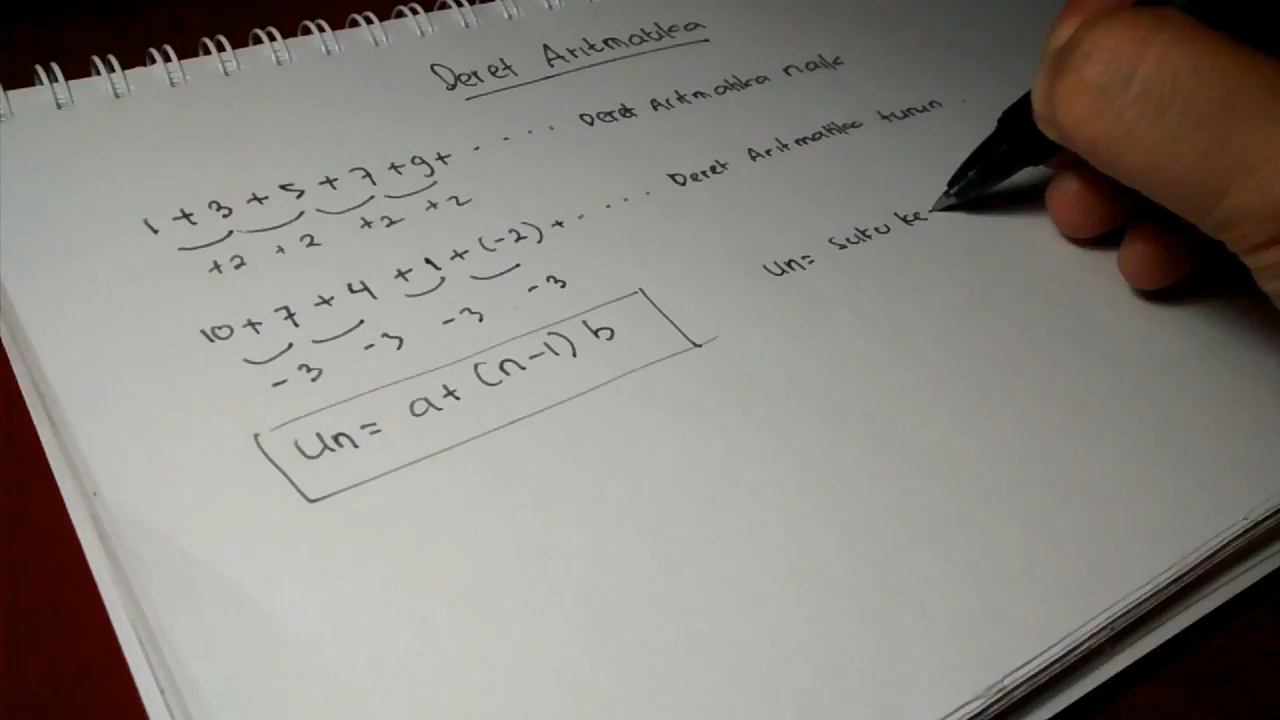 Deret Aritmatika
1 + 3 + 5 + 7 + 9 + ..... Deret Aritmatika naik
+2 +2 +2 +2
10 + 7 + 4 + 1 + (-2) + ..... Deret Aritmatika turun
-3 -3 -3 -3
Un = a + (n-1) b
Un = Suku ke-